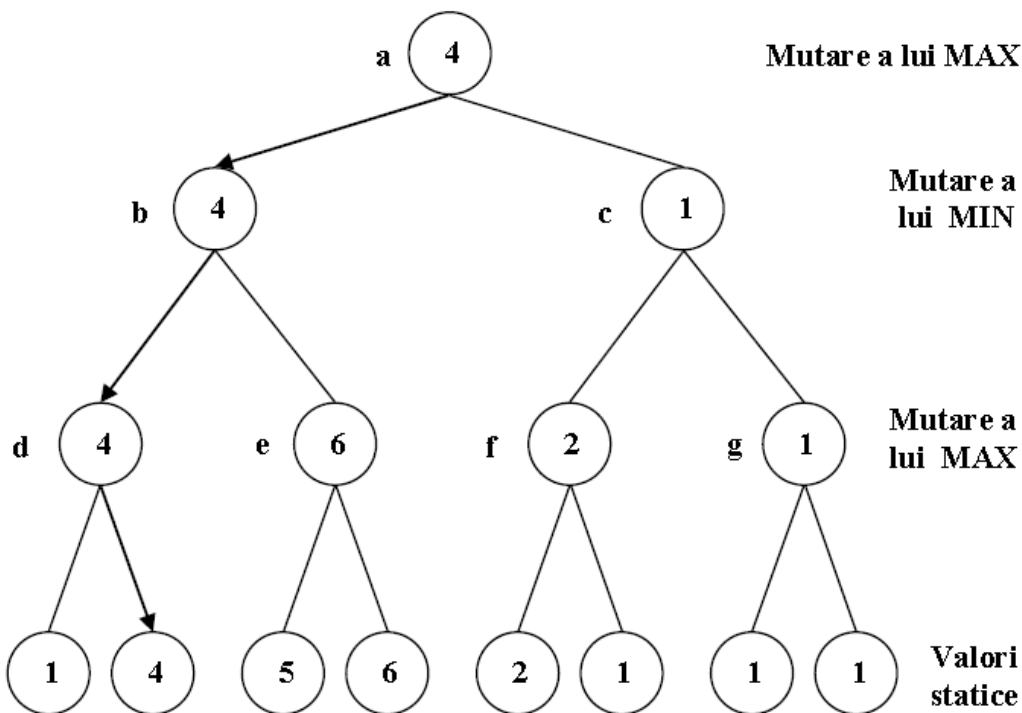 a 4 Mutare a lui MAX
b 4 c 1 Mutare a
lui MIN
d 4 e 6 f 2 g 1 Mutare a
lui MAX
1 4 5 6 2 1 1 1 Valori
statice